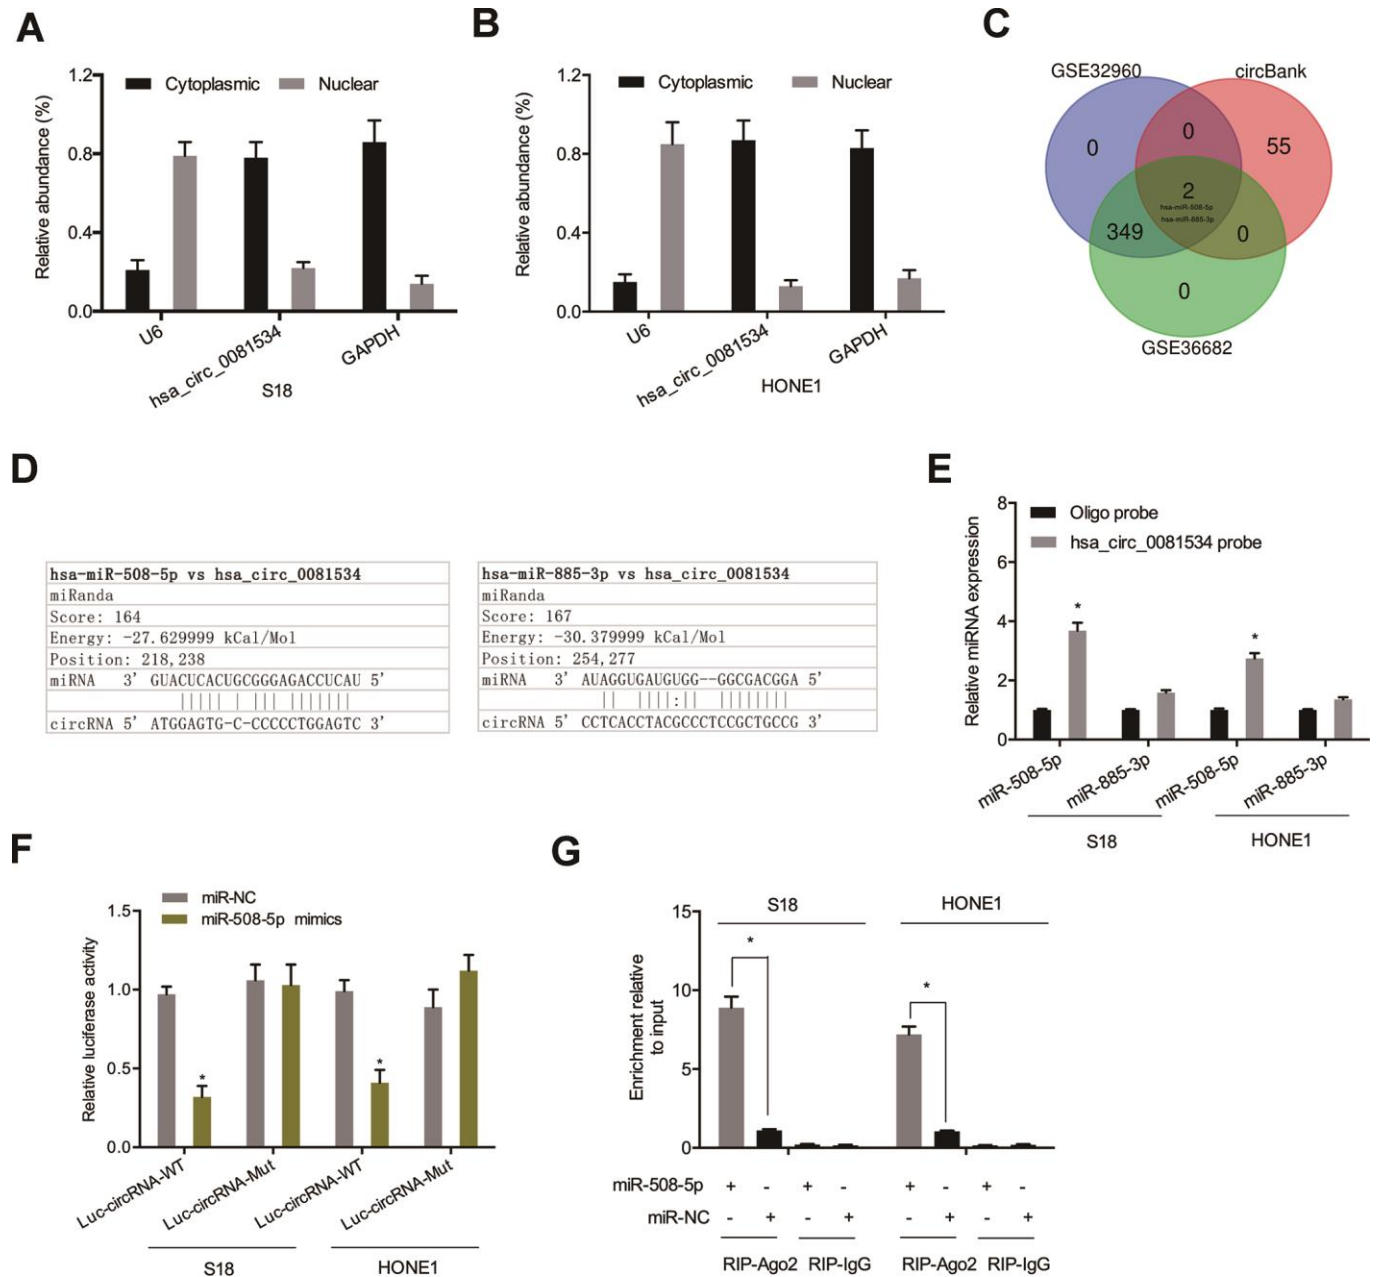 A
Cytoplasmic Nuclear
Relative abundance (%)
1.2
0.8
0.4
0.0
U6
hsa_circ_0081534
GAPDH
S18
B
Cytoplasmic Nuclear
Relative abundance (%)
1.2
0.8
0.4
0.0
U6
hsa_circ_0081534
GAPDH
HONE1
C
GSE32960
circBank
0
0
55
2
hsa-miR-508-5p
hsa-miR-885-3p
349
0
0
GSE36682
D
hsa-miR-508-5p vs hsa_circ_0081534
miRanda
Score: 164
Energy: -27.629999 kCal/Mol
Position: 218,238
miRNA 3' GUACUCACUGCGGGAGACCUCAU 5'
||||| | ||| |||||||
circRNA 5' ATGGAGTG-C-CCCCCTGGAGTC 3'
hsa-miR-885-3p vs hsa_circ_0081534
miRanda
Score: 167
Energy: -30.379999 kCal/Mol
Position: 254,277
miRNA 3' AUAGGUGAUGUGG--GGCGACGGA 5'
|| ||||:|| ||||||||
circRNA 5' CCTCACCTACGCCCTCCGCTGCCG 3'
E
Oligo probe
hsa_circ_0081534 probe
Relative miRNA expression
8
6
4
2
0
*
*
miR-508-5p
miR-885-3p
miR-508-5p
miR-885-3p
S18
HONE1
F
miR-NC
miR-508-5p mimics
Relative luciferase activity
1.5
1.0
0.5
0.0
*
*
Luc-circRNA-WT
Luc-circRNA-Mut
Luc-circRNA-WT
Luc-circRNA-Mut
S18
HONE1
G
S18
HONE1
Enrichment relative
to input
15
10
5
0
*
*
miR-508-5p + - + - + - + -
miR-NC - + - + - + - +
RIP-Ago2 RIP-IgG RIP-Ago2 RIP-IgG